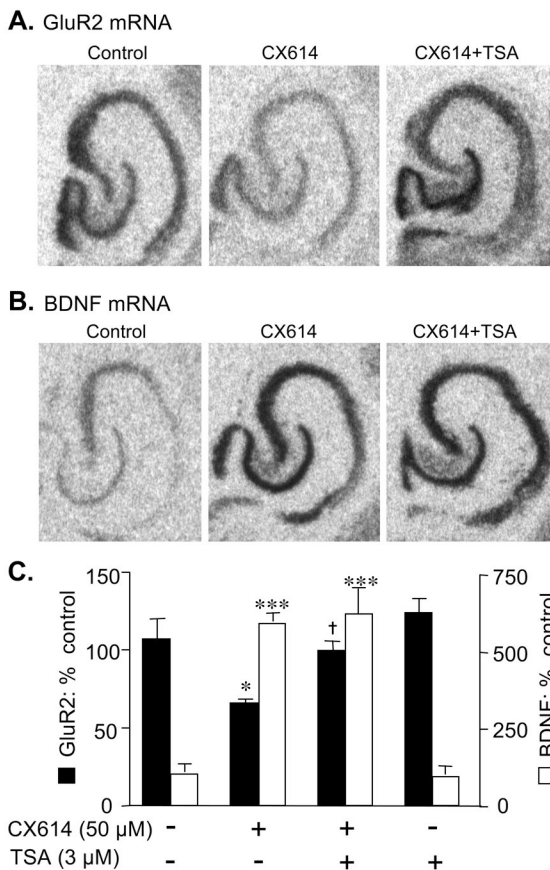 A. GluR2 mRNA
Control CX614 CX614+TSA
B. BDNF mRNA
Control CX614 CX614+TSA
C.
GluR2: % control
150
100
50
0
* *** † ***
750
500
250
0
BDNF: % control
CX614 (50 µM) - + + -
TSA (3 µM) - - + +